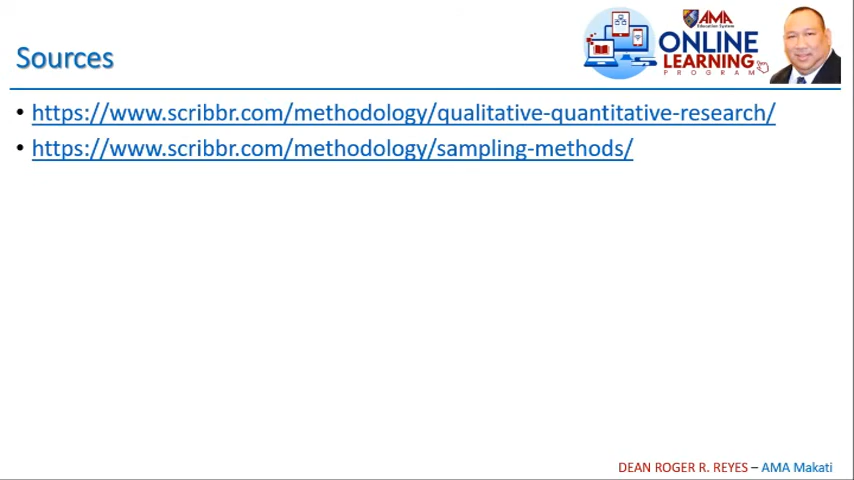 AMA
Education System
ONLINE
LEARNING
PROGRAM
Sources
• https://www.scribbr.com/methodology/qualitative-quantitative-research/
• https://www.scribbr.com/methodology/sampling-methods/
DEAN ROGER R. REYES – AMA Makati